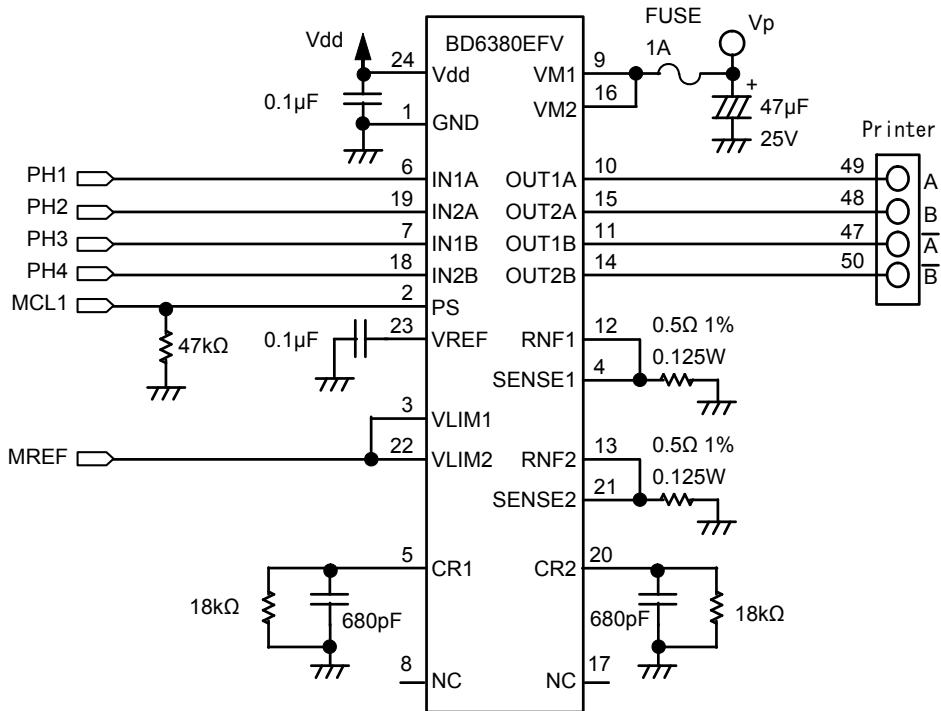 FUSE
Vp
Vdd
BD6380EFV
1A
24
Vdd
VM1
9
+
0.1µF
VM2
16
47µF
25V
1
GND
Printer
PH1
6
IN1A
OUT1A
10
49
A
PH2
19
IN2A
OUT2A
15
48
B
PH3
7
IN1B
OUT1B
11
47
A̅
PH4
18
IN2B
OUT2B
14
50
B̅
MCL1
2
PS
47kΩ
0.1µF
23
VREF
RNF1
12
0.5Ω 1%
0.125W
SENSE1
4
3
VLIM1
MREF
22
VLIM2
RNF2
13
0.5Ω 1%
0.125W
SENSE2
21
5
CR1
CR2
20
18kΩ
680pF
680pF
18kΩ
8
NC
NC
17